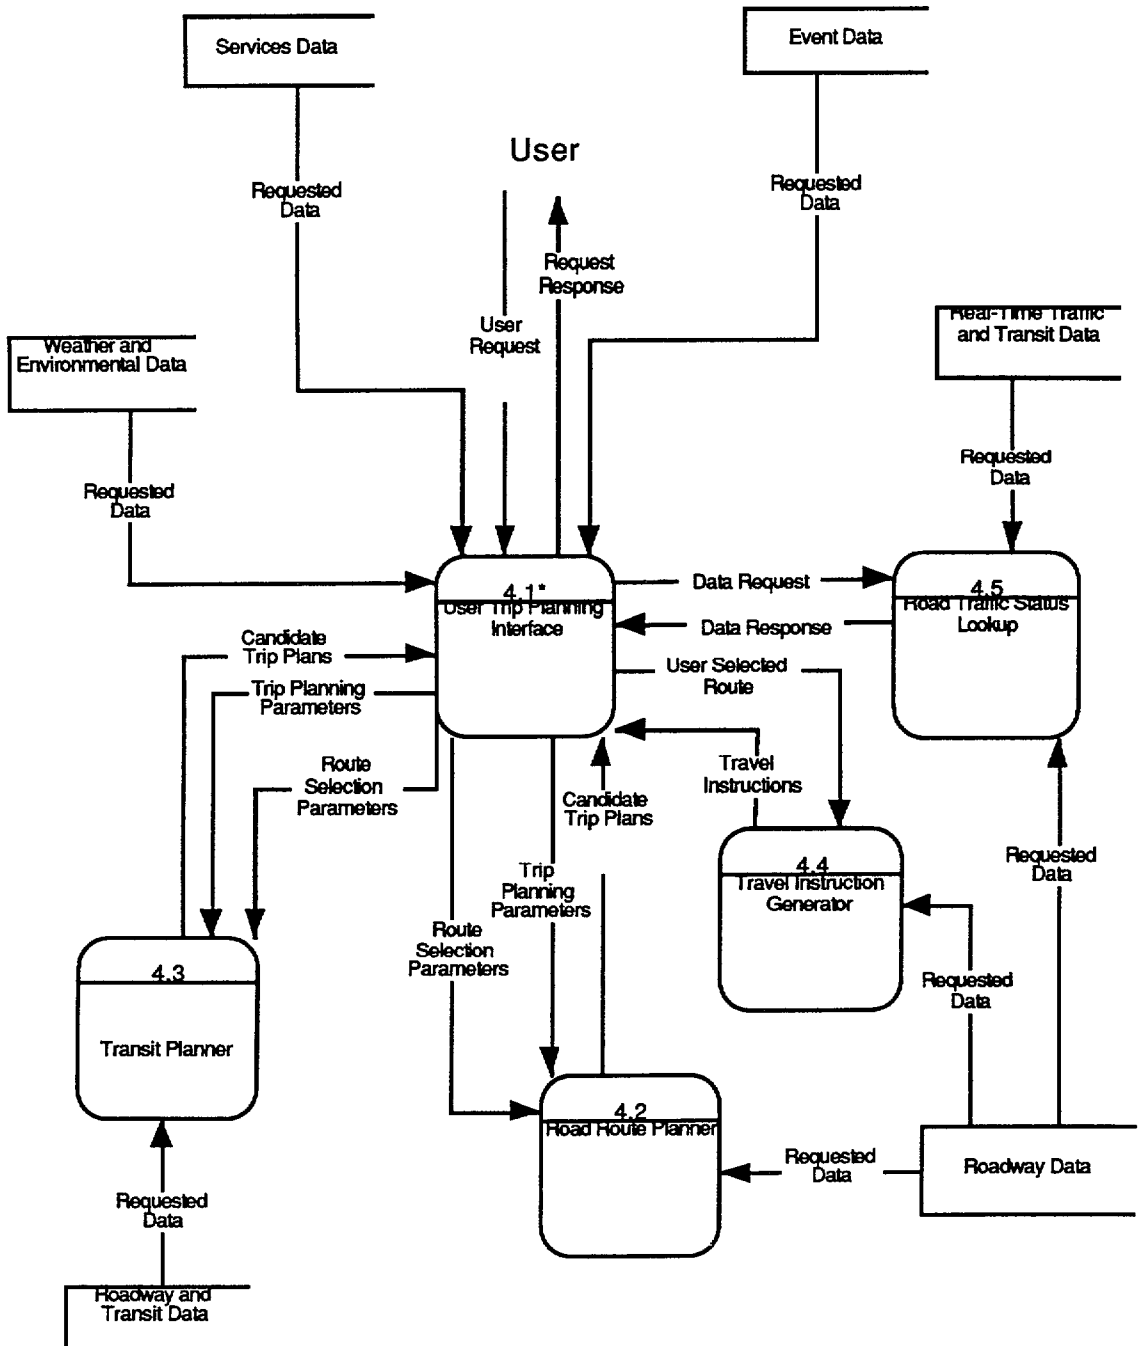 Services Data
Event Data
User
Requested
Data
Requested
Data
Request
Response
User
Request
Weather and
Environmental Data
Real-Time Traffic
and Transit Data
Requested
Data
Requested
Data
4.1*
User Trip Planning
Interface
Data Request
4.5
Road Traffic Status
Lookup
Data Response
Candidate
Trip Plans
User Selected
Route
Trip Planning
Parameters
Route
Selection
Parameters
Travel
Instructions
Candidate
Trip Plans
4.4
Travel Instruction
Generator
Requested
Data
Trip
Planning
Parameters
Route
Selection
Parameters
4.3
Transit Planner
Requested
Data
4.2
Road Route Planner
Requested
Data
Roadway Data
Requested
Data
Roadway and
Transit Data